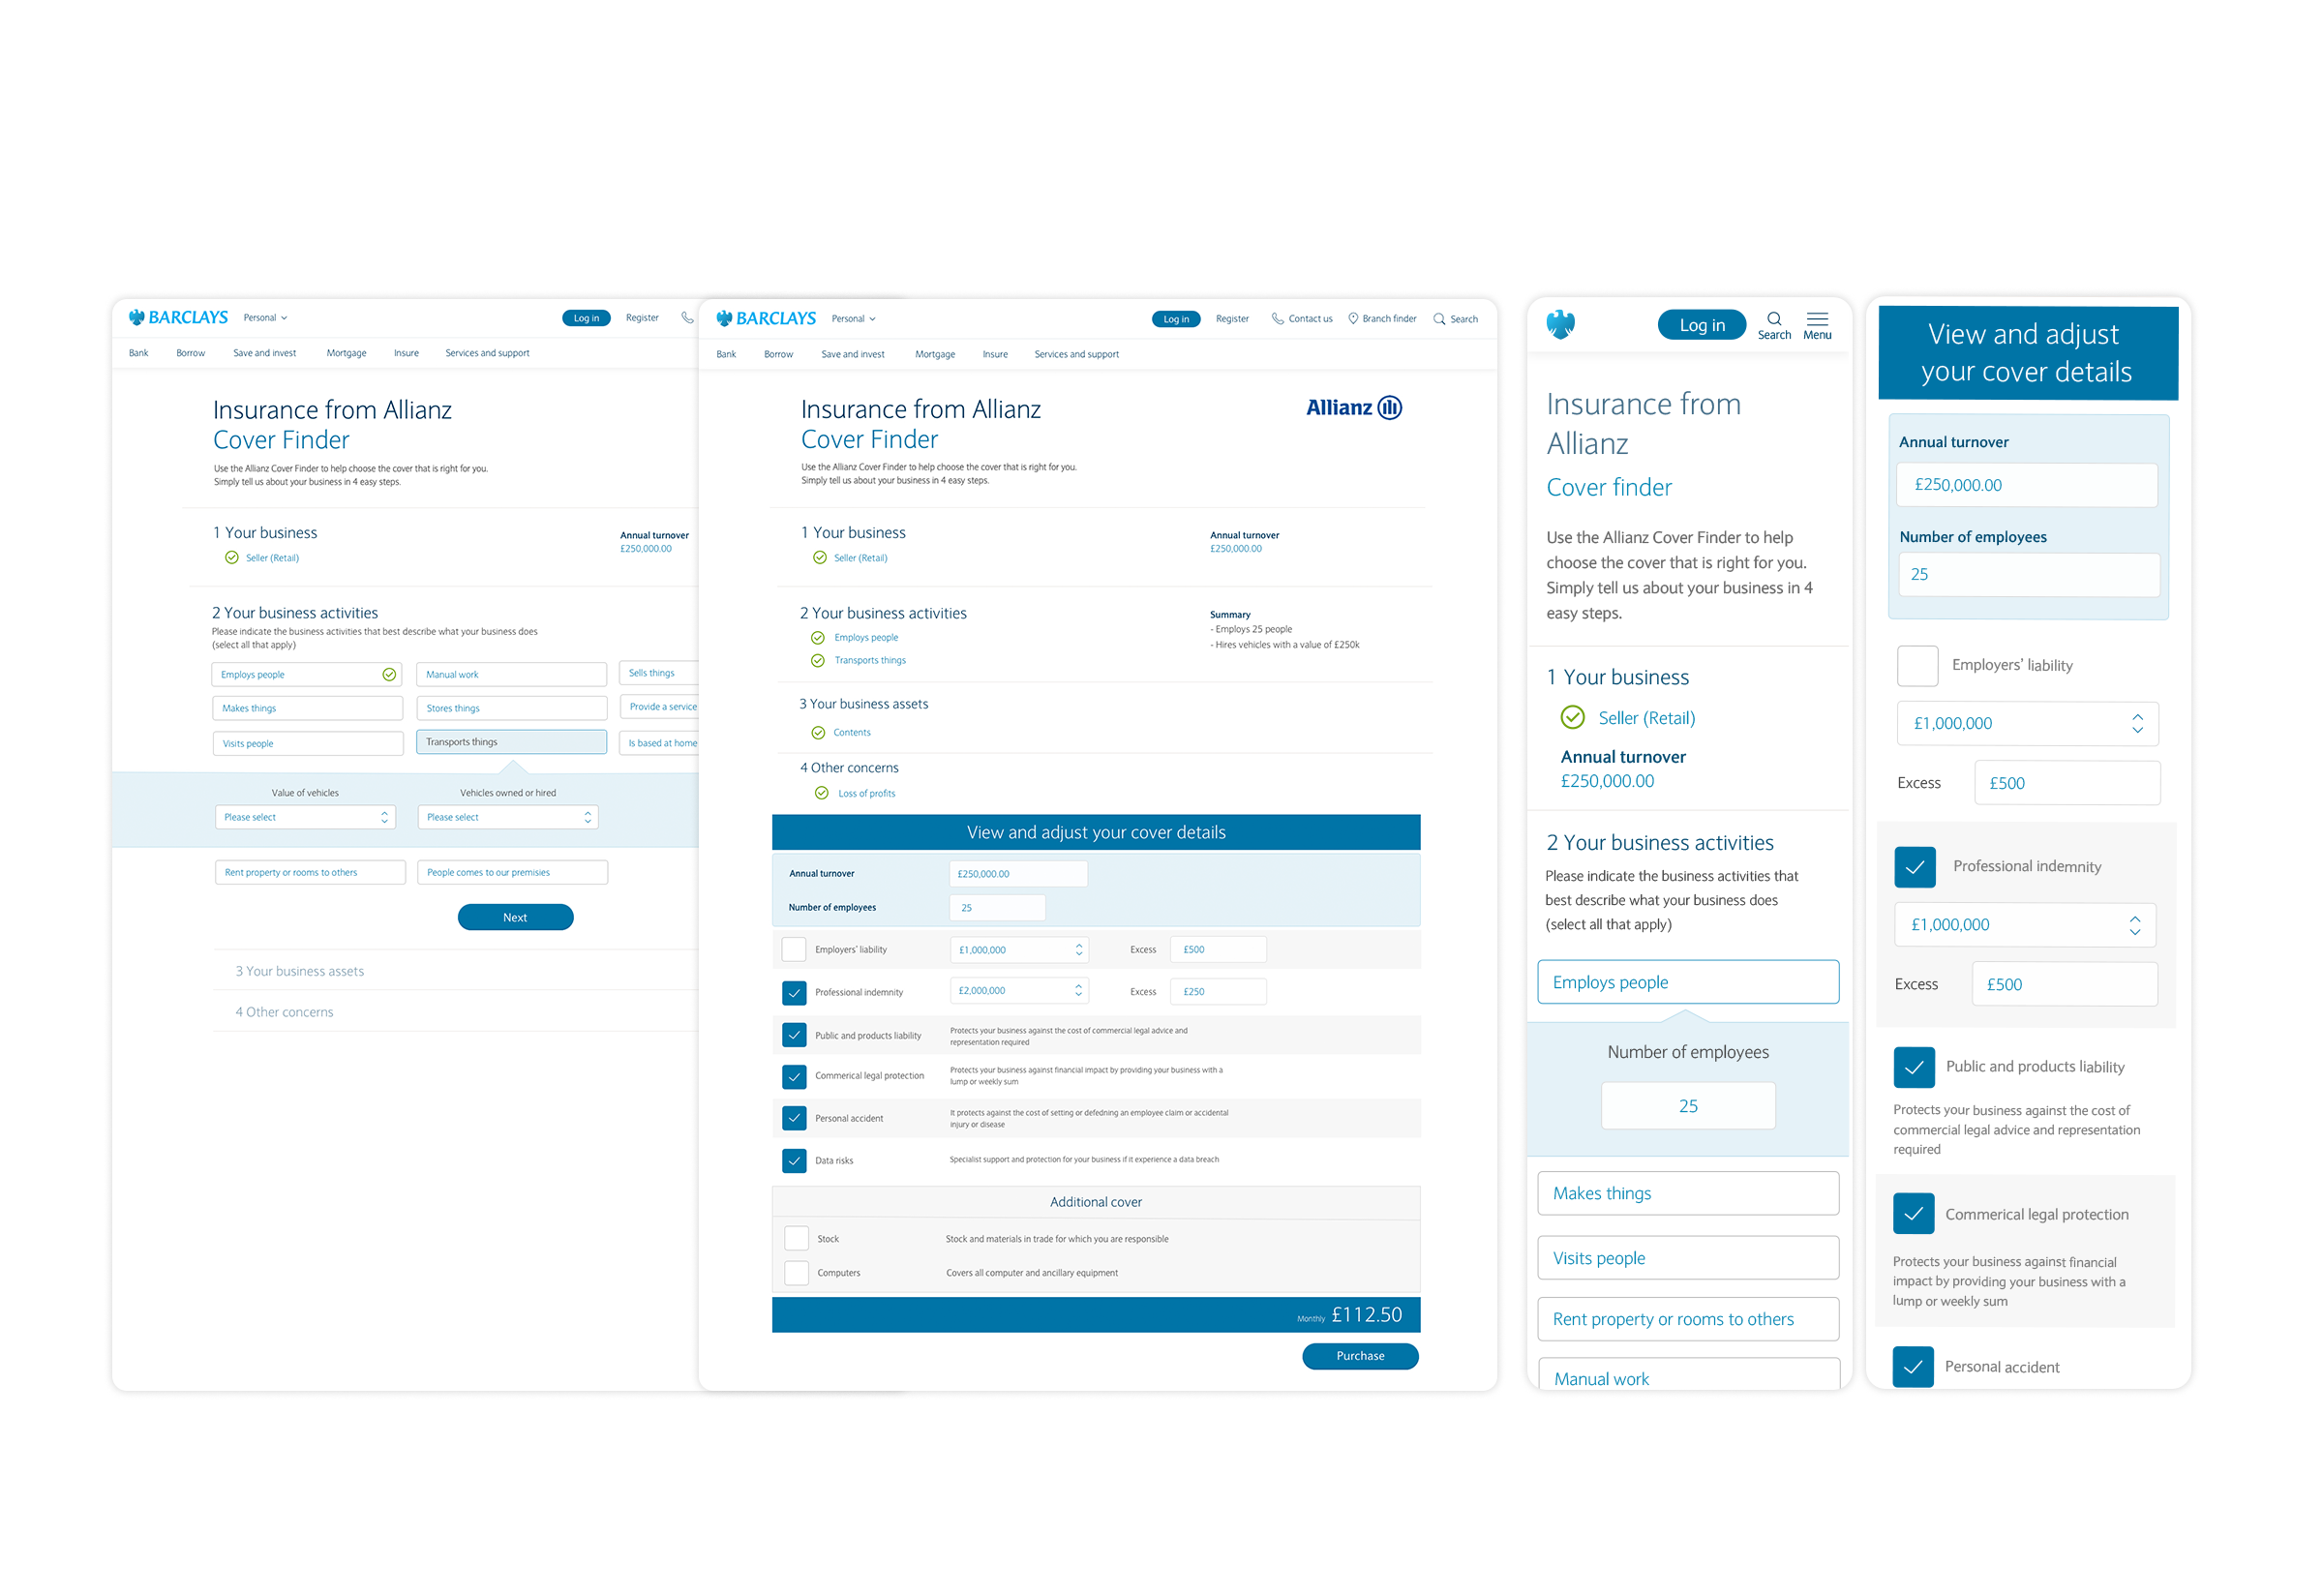 BARCLAYS
Personal
Log in
Register
Bank
Borrow
Save and invest
Mortgage
Insure
Services and support
Insurance from Allianz
Cover Finder
Use the Allianz Cover Finder to help choose the cover that is right for you.
Simply tell us about your business in 4 easy steps.
1 Your business
Seller (Retail)
Annual turnover
£250,000.00
2 Your business activities
Please indicate the business activities that best describe what your business does
(select all that apply)
Employs people
Manual work
Sells things
Makes things
Stores things
Provide a service
Visits people
Transports things
Is based at home
Value of vehicles
Vehicles owned or hired
Please select
Please select
Rent property or rooms to others
People comes to our premisies
Next
3 Your business assets
4 Other concerns
BARCLAYS
Personal
Log in
Register
Contact us
Branch finder
Search
Bank
Borrow
Save and invest
Mortgage
Insure
Services and support
Insurance from Allianz
Cover Finder
Allianz
Use the Allianz Cover Finder to help choose the cover that is right for you.
Simply tell us about your business in 4 easy steps.
1 Your business
Seller (Retail)
Annual turnover
£250,000.00
2 Your business activities
Employs people
Transports things
Summary
- Employs 25 people
- Hires vehicles with a value of £250k
3 Your business assets
Contents
4 Other concerns
Loss of profits
View and adjust your cover details
Annual turnover
£250,000.00
Number of employees
25
Employers' liability
£1,000,000
Excess
£500
Professional indemnity
£2,000,000
Excess
£250
Public and products liability
Protects your business against the cost of commercial legal advice and
representation required
Commerical legal protection
Protects your business against financial impact by providing your business with a
lump or weekly sum
Personal accident
It protects against the cost of setting or defedning an employee claim or accidental
injury or disease
Data risks
Specialist support and protection for your business if it experience a data breach
Additional cover
Stock
Stock and materials in trade for which you are responsible
Computers
Covers all computer and ancillary equipment
Monthly £112.50
Purchase
Log in
Search
Menu
Insurance from
Allianz
Cover finder
Use the Allianz Cover Finder to help
choose the cover that is right for you.
Simply tell us about your business in 4
easy steps.
1 Your business
Seller (Retail)
Annual turnover
£250,000.00
2 Your business activities
Please indicate the business activities that
best describe what your business does
(select all that apply)
Employs people
Number of employees
25
Makes things
Visits people
Rent property or rooms to others
Manual work
View and adjust
your cover details
Annual turnover
£250,000.00
Number of employees
25
Employers' liability
£1,000,000
Excess
£500
Professional indemnity
£1,000,000
Excess
£500
Public and products liability
Protects your business against the cost of
commercial legal advice and representation
required
Commerical legal protection
Protects your business against financial
impact by providing your business with a
lump or weekly sum
Personal accident